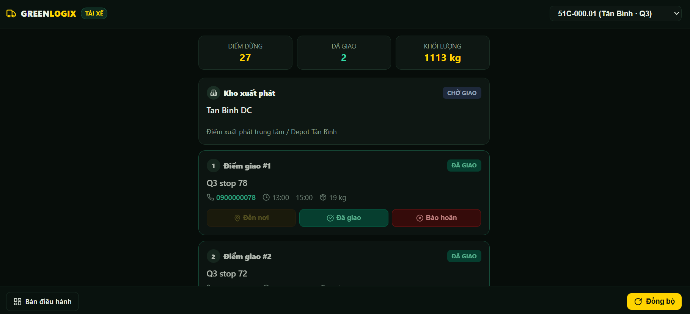 GREENLOGIX TÀI XẾ
51C-000.01 (Tân Bình - Q3)
ĐIỂM DỪNG
27
ĐÃ GIAO
2
KHỐI LƯỢNG
1113 kg
Kho xuất phát
CHỜ GIAO
Tan Binh DC
Điểm xuất phát trung tâm / Depot Tân Bình
1 Điểm giao #1
ĐÃ GIAO
Q3 stop 78
0900000078 13:00 - 15:00 19 kg
Đến nơi Đã giao Báo hoãn
2 Điểm giao #2
ĐÃ GIAO
Q3 stop 72
Bàn điều hành
Đồng bộ